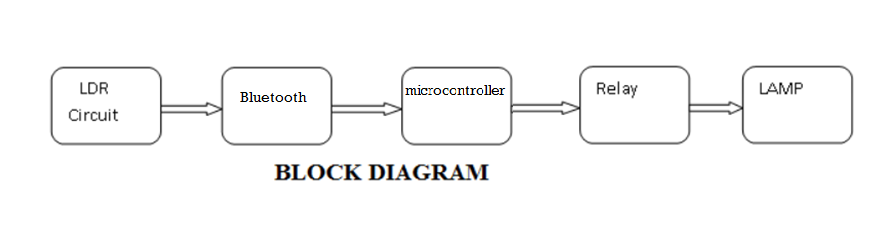 LDR
Circuit
Bluetooth
microcontroller
Relay
LAMP
BLOCK DIAGRAM